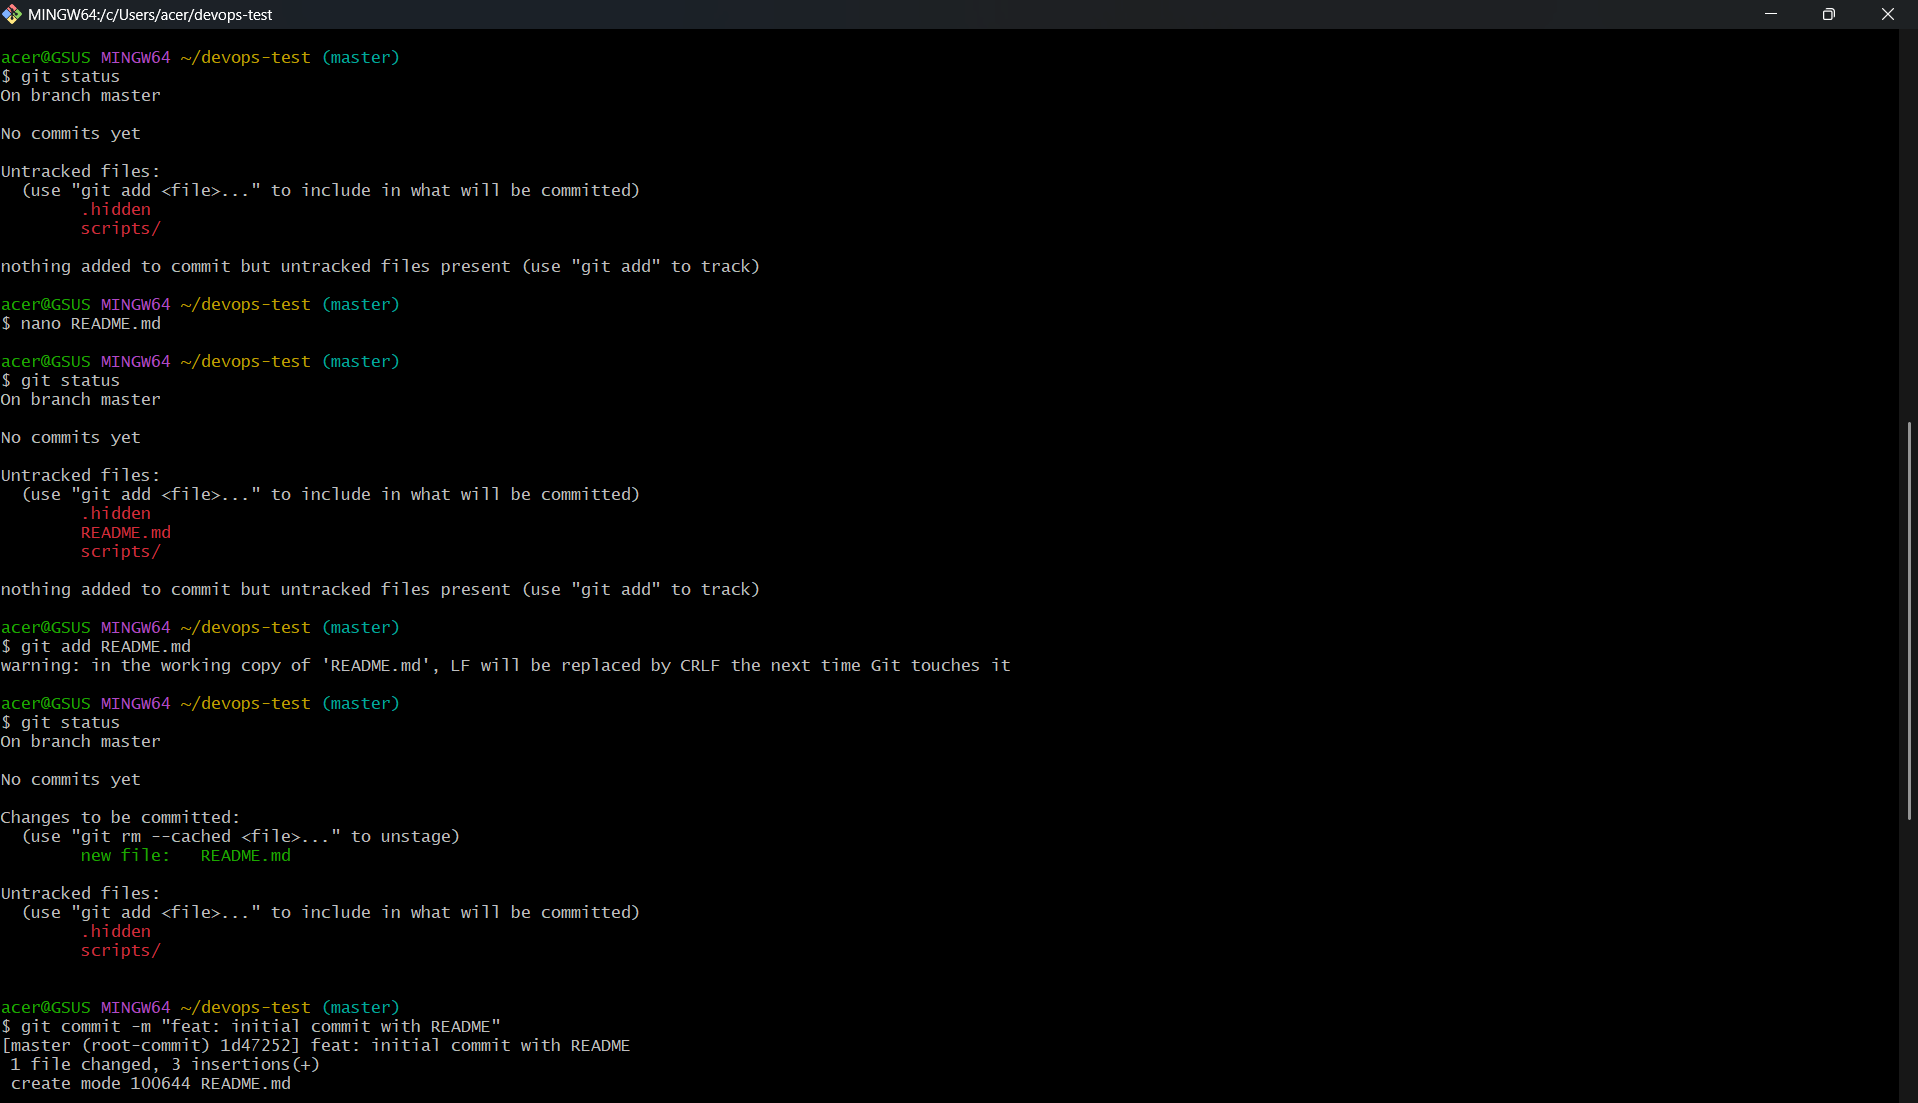 MINGW64:/c/Users/acer/devops-test
acer@GSUS MINGW64 ~/devops-test (master)
$ git status
On branch master
No commits yet
Untracked files:
  (use "git add <file>..." to include in what will be committed)
        .hidden
        scripts/
nothing added to commit but untracked files present (use "git add" to track)
acer@GSUS MINGW64 ~/devops-test (master)
$ nano README.md
acer@GSUS MINGW64 ~/devops-test (master)
$ git status
On branch master
No commits yet
Untracked files:
  (use "git add <file>..." to include in what will be committed)
        .hidden
        README.md
        scripts/
nothing added to commit but untracked files present (use "git add" to track)
acer@GSUS MINGW64 ~/devops-test (master)
$ git add README.md
warning: in the working copy of 'README.md', LF will be replaced by CRLF the next time Git touches it
acer@GSUS MINGW64 ~/devops-test (master)
$ git status
On branch master
No commits yet
Changes to be committed:
  (use "git rm --cached <file>..." to unstage)
        new file:   README.md
Untracked files:
  (use "git add <file>..." to include in what will be committed)
        .hidden
        scripts/
acer@GSUS MINGW64 ~/devops-test (master)
$ git commit -m "feat: initial commit with README"
[master (root-commit) 1d47252] feat: initial commit with README
 1 file changed, 3 insertions(+)
 create mode 100644 README.md